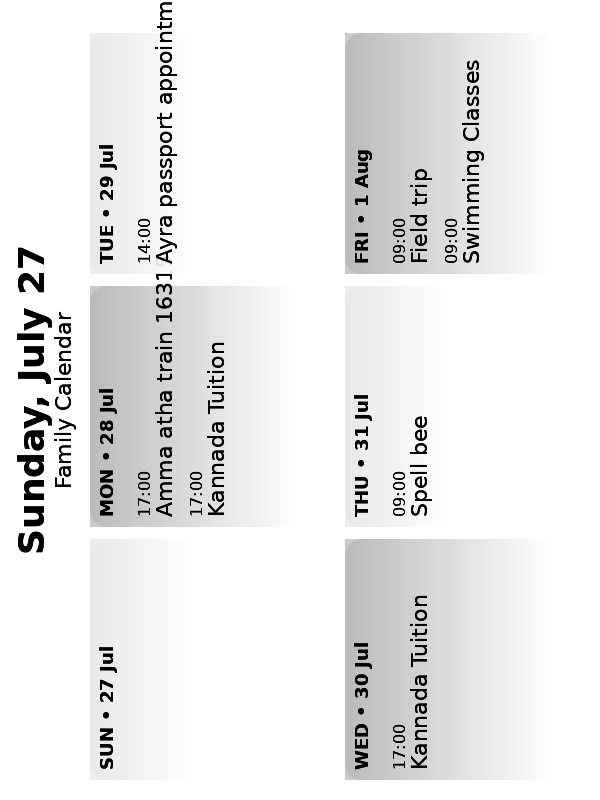 Sunday, July 27
Family Calendar
SUN • 27 Jul
MON • 28 Jul
17:00
Amma atha train 1631
17:00
Kannada Tuition
TUE • 29 Jul
14:00
Ayra passport appointm
WED • 30 Jul
17:00
Kannada Tuition
THU • 31 Jul
09:00
Spell bee
FRI • 1 Aug
09:00
Field trip
09:00
Swimming Classes